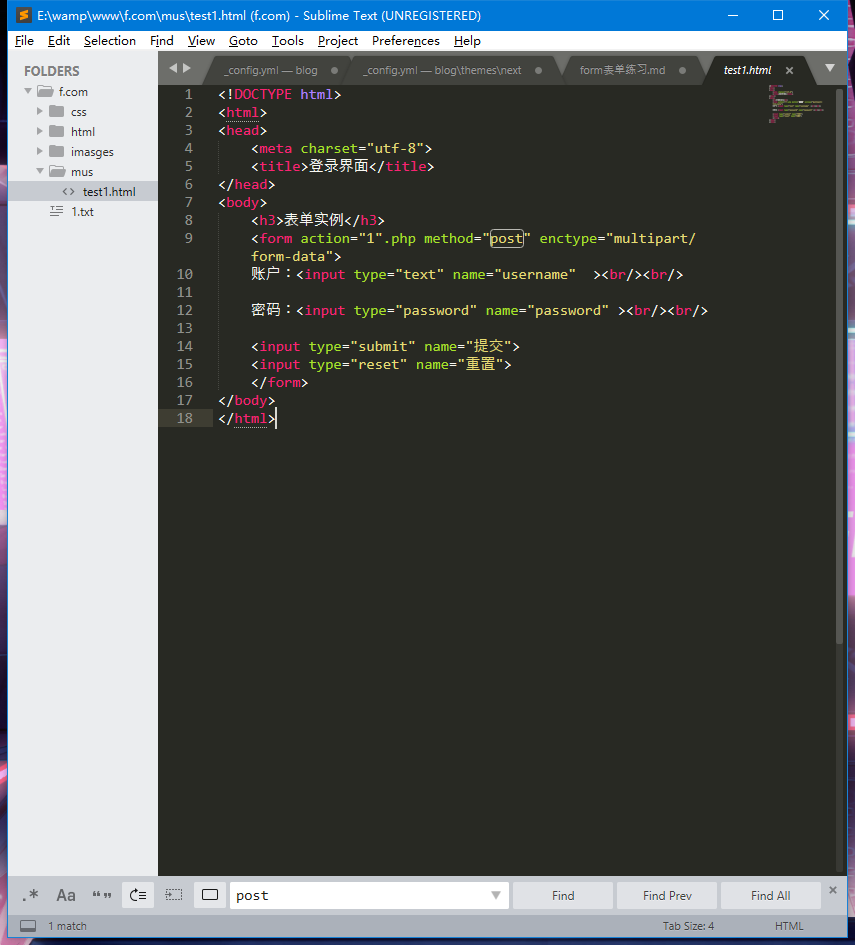 E:\wamp\www\f.com\mus\test1.html (f.com) - Sublime Text (UNREGISTERED)
File Edit Selection Find View Goto Tools Project Preferences Help
FOLDERS
f.com
css
html
imasges
mus
<> test1.html
1.txt
_config.yml — blog
_config.yml — blog\themes\next
form表单练习.md
test1.html
1 <!DOCTYPE html>
2 <html>
3 <head>
4 <meta charset="utf-8">
5 <title>登录界面</title>
6 </head>
7 <body>
8 <h3>表单实例</h3>
9 <form action="1".php method="post" enctype="multipart/
form-data">
10 账户：<input type="text" name="username"  ><br/><br/>
11
12 密码：<input type="password" name="password" ><br/><br/>
13
14 <input type="submit" name="提交">
15 <input type="reset" name="重置">
16 </form>
17 </body>
18 </html>
.* Aa “” post Find Find Prev Find All
1 match Tab Size: 4 HTML